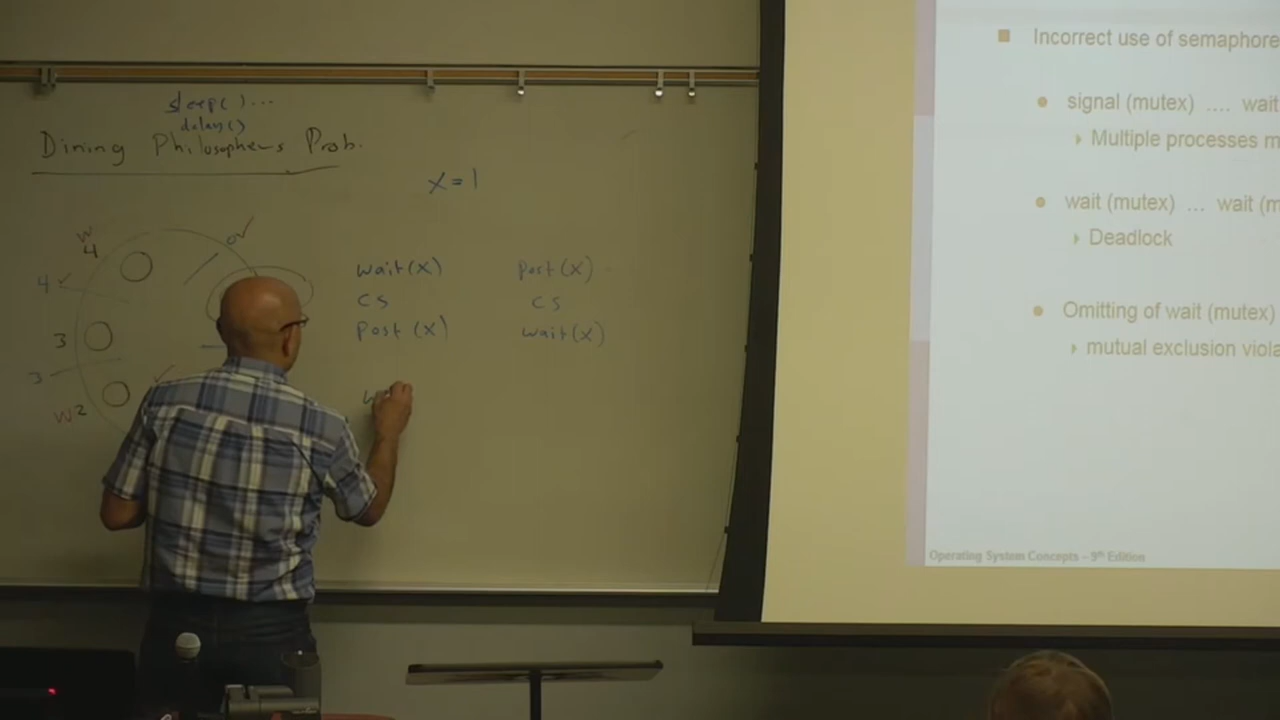 sleep()...
delay()
Dining Philosophers Prob.
x=1
W
4
0✓
4 ✓
3
3
W2
wait(x)
cs
post (x)
post(x)
cs
wait(x)
w
Incorrect use of semaphore
signal (mutex) .... wait
Multiple processes m
wait (mutex) ... wait (m
Deadlock
Omitting of wait (mutex)
mutual exclusion viola
Operating System Concepts – 9th Edition